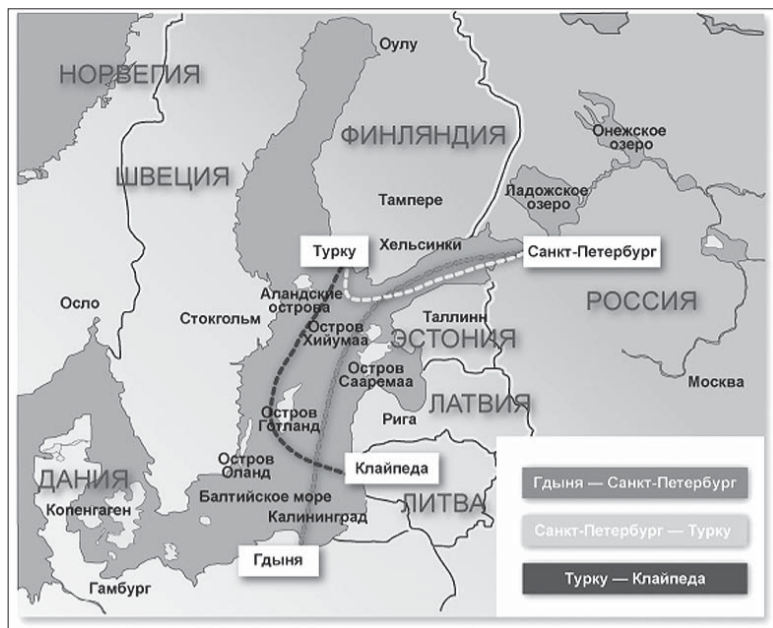 Оулу
НОРВЕГИЯ
Онежское
озеро
ФИНЛЯНДИЯ
ШВЕЦИЯ
Ладожское
озеро
Тампере
Турку
Хельсинки
Санкт-Петербург
Аландские
острова
Осло
Стокгольм
РОССИЯ
Таллинн
Остров
Хийумаа
ЭСТОНИЯ
Остров
Сааремаа
Москва
ЛАТВИЯ
Рига
Остров
Готланд
Остров
Оланд
Клайпеда
ДАНИЯ
Балтийское море
ЛИТВА
Копенгаген
Калининград
Гдыня
Гамбург
Гдыня — Санкт-Петербург
Санкт-Петербург — Турку
Турку — Клайпеда